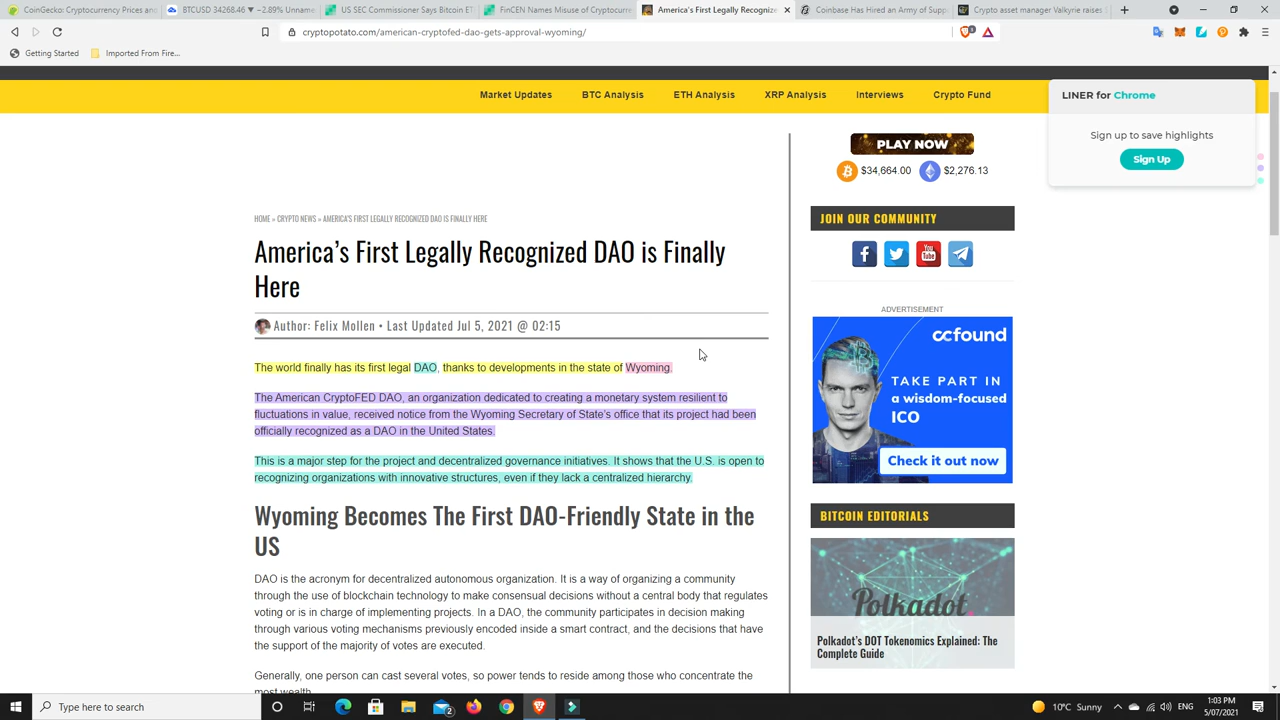 CoinGecko: Cryptocurrency Prices and
BTCUSD 34268.46 ▼ −2.89% Unname
US SEC Commissioner Says Bitcoin ET
FinCEN Names Misuse of Cryptocurr
America's First Legally Recognize
Coinbase Has Hired an Army of Supp
Crypto asset manager Valkyrie raises
cryptopotato.com/american-cryptofed-dao-gets-approval-wyoming/
Getting Started
Imported From Fire...
Market Updates
BTC Analysis
ETH Analysis
XRP Analysis
Interviews
Crypto Fund
LINER for Chrome
Sign up to save highlights
Sign Up
PLAY NOW
$34,664.00
$2,276.13
HOME » CRYPTO NEWS » AMERICA'S FIRST LEGALLY RECOGNIZED DAO IS FINALLY HERE
America's First Legally Recognized DAO is Finally
Here
Author: Felix Mollen • Last Updated Jul 5, 2021 @ 02:15
The world finally has its first legal DAO, thanks to developments in the state of Wyoming.
The American CryptoFED DAO, an organization dedicated to creating a monetary system resilient to
fluctuations in value, received notice from the Wyoming Secretary of State's office that its project had been
officially recognized as a DAO in the United States.
This is a major step for the project and decentralized governance initiatives. It shows that the U.S. is open to
recognizing organizations with innovative structures, even if they lack a centralized hierarchy.
Wyoming Becomes The First DAO-Friendly State in the
US
DAO is the acronym for decentralized autonomous organization. It is a way of organizing a community
through the use of blockchain technology to make consensual decisions without a central body that regulates
voting or is in charge of implementing projects. In a DAO, the community participates in decision making
through various voting mechanisms previously encoded inside a smart contract, and the decisions that have
the support of the majority of votes are executed.
Generally, one person can cast several votes, so power tends to reside among those who concentrate the
most wealth.
JOIN OUR COMMUNITY
You
Tube
ADVERTISEMENT
ccfound
TAKE PART IN
a wisdom-focused
ICO
Check it out now
BITCOIN EDITORIALS
Polkadot.
Polkadot's DOT Tokenomics Explained: The
Complete Guide
Type here to search
2
10°C Sunny
ENG
1:03 PM
5/07/2021